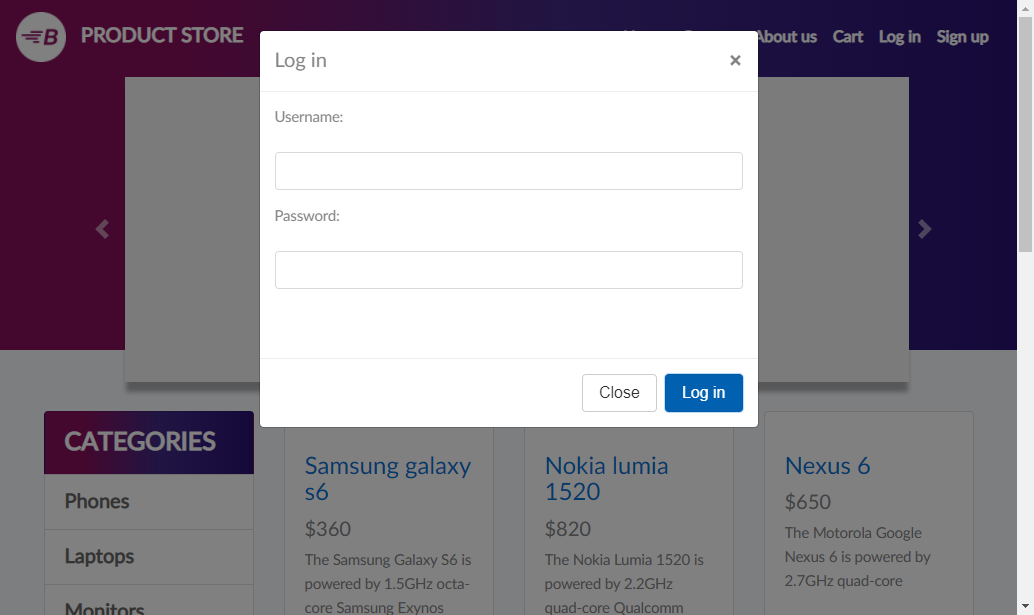 B PRODUCT STORE
About us Cart Log in Sign up
Log in ×
Username:
Password:
Close Log in
CATEGORIES
Phones
Laptops
Monitors
Samsung galaxy
s6
$360
The Samsung Galaxy S6 is
powered by 1.5GHz octa-
core Samsung Exynos
Nokia lumia
1520
$820
The Nokia Lumia 1520 is
powered by 2.2GHz
quad-core Qualcomm
Nexus 6
$650
The Motorola Google
Nexus 6 is powered by
2.7GHz quad-core